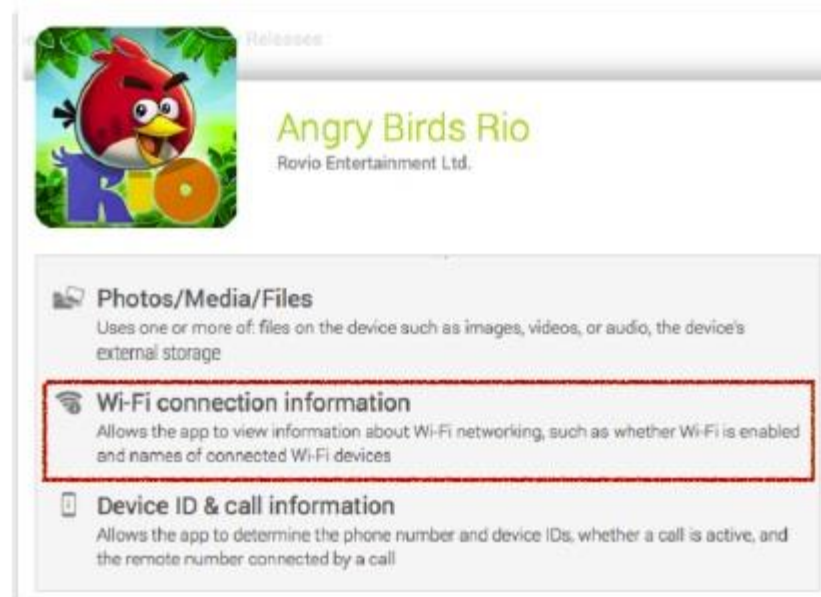 Releases
Angry Birds Rio
Rovio Entertainment Ltd.
RIO
Photos/Media/Files
Uses one or more of: files on the device such as images, videos, or audio, the device's
external storage
Wi-Fi connection information
Allows the app to view information about Wi-Fi networking, such as whether Wi-Fi is enabled
and names of connected Wi-Fi devices
Device ID & call information
Allows the app to determine the phone number and device IDs, whether a call is active, and
the remote number connected by a call